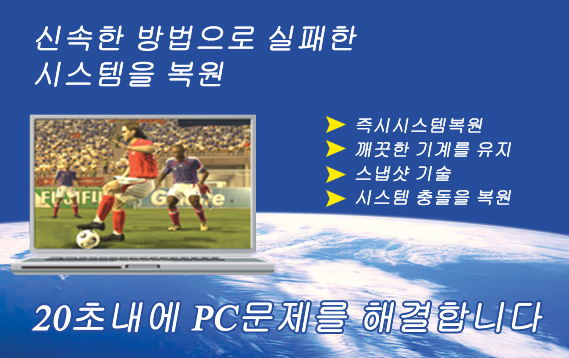 신속한 방법으로 실패한
시스템을 복원
즉시시스템복원
깨끗한 기계를 유지
스냅샷 기술
시스템 충돌을 복원
FUJIFILM
20초내에 PC문제를 해결합니다